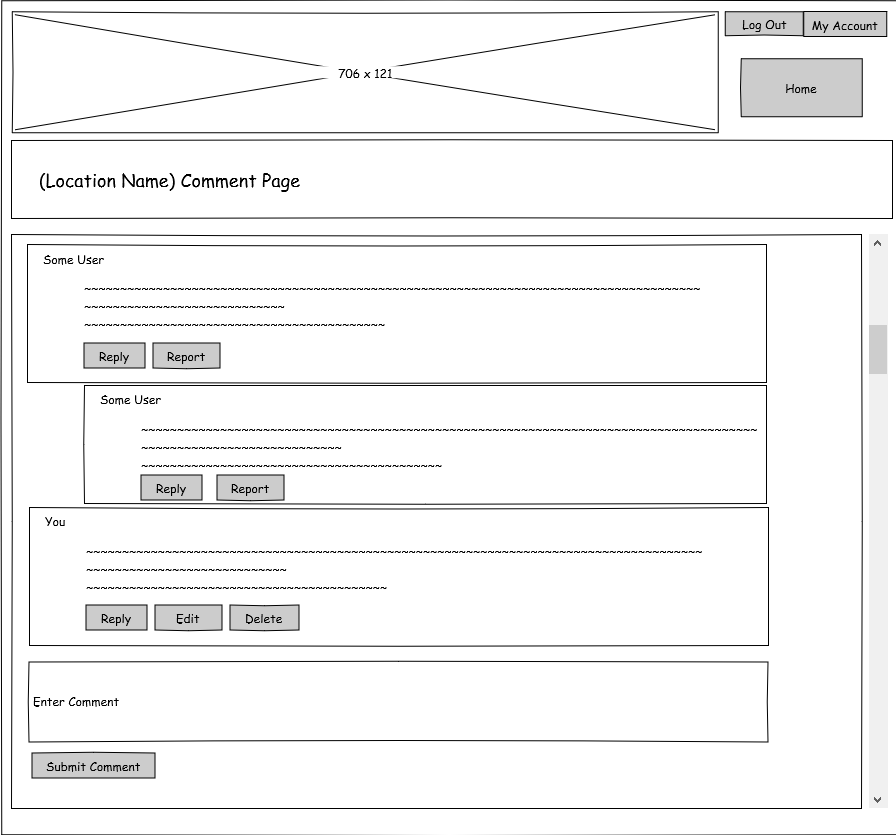 Log Out My Account
706 x 121
Home
(Location Name) Comment Page
Some User
Reply Report
Some User
Reply Report
You
Reply Edit Delete
Enter Comment
Submit Comment